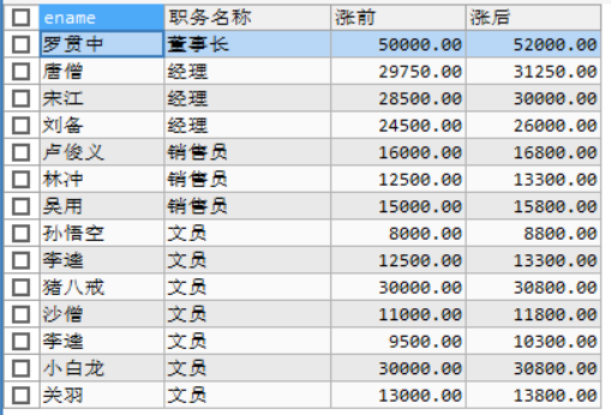 ename 职务名称 涨前 涨后
罗贯中 董事长 50000.00 52000.00
唐僧 经理 29750.00 31250.00
宋江 经理 28500.00 30000.00
刘备 经理 24500.00 26000.00
卢俊义 销售员 16000.00 16800.00
林冲 销售员 12500.00 13300.00
吴用 销售员 15000.00 15800.00
孙悟空 文员 8000.00 8800.00
李逵 文员 12500.00 13300.00
猪八戒 文员 30000.00 30800.00
沙僧 文员 11000.00 11800.00
李逵 文员 9500.00 10300.00
小白龙 文员 30000.00 30800.00
关羽 文员 13000.00 13800.00